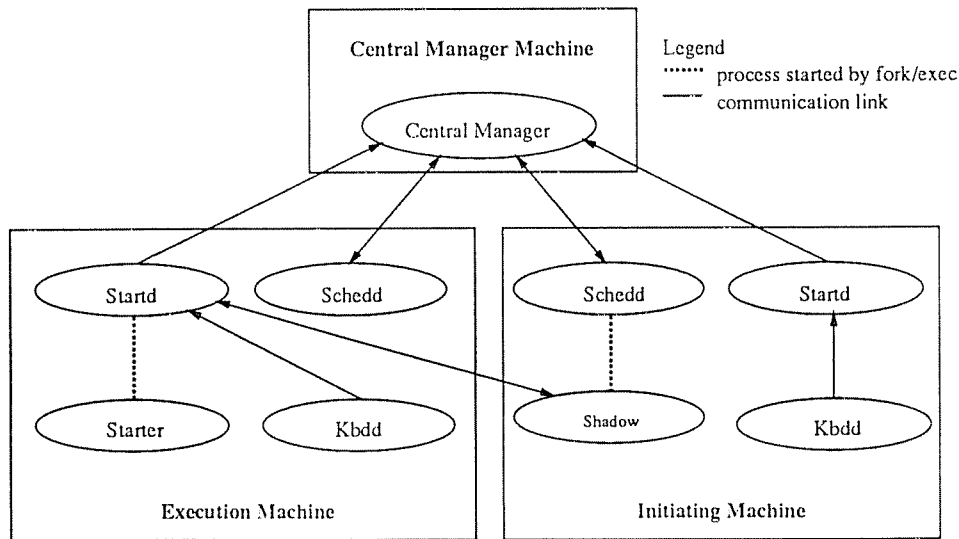 Central Manager Machine
Central Manager
Legend
process started by fork/exec
communication link
Startd
Schedd
Starter
Kbdd
Execution Machine
Schedd
Startd
Shadow
Kbdd
Initiating Machine